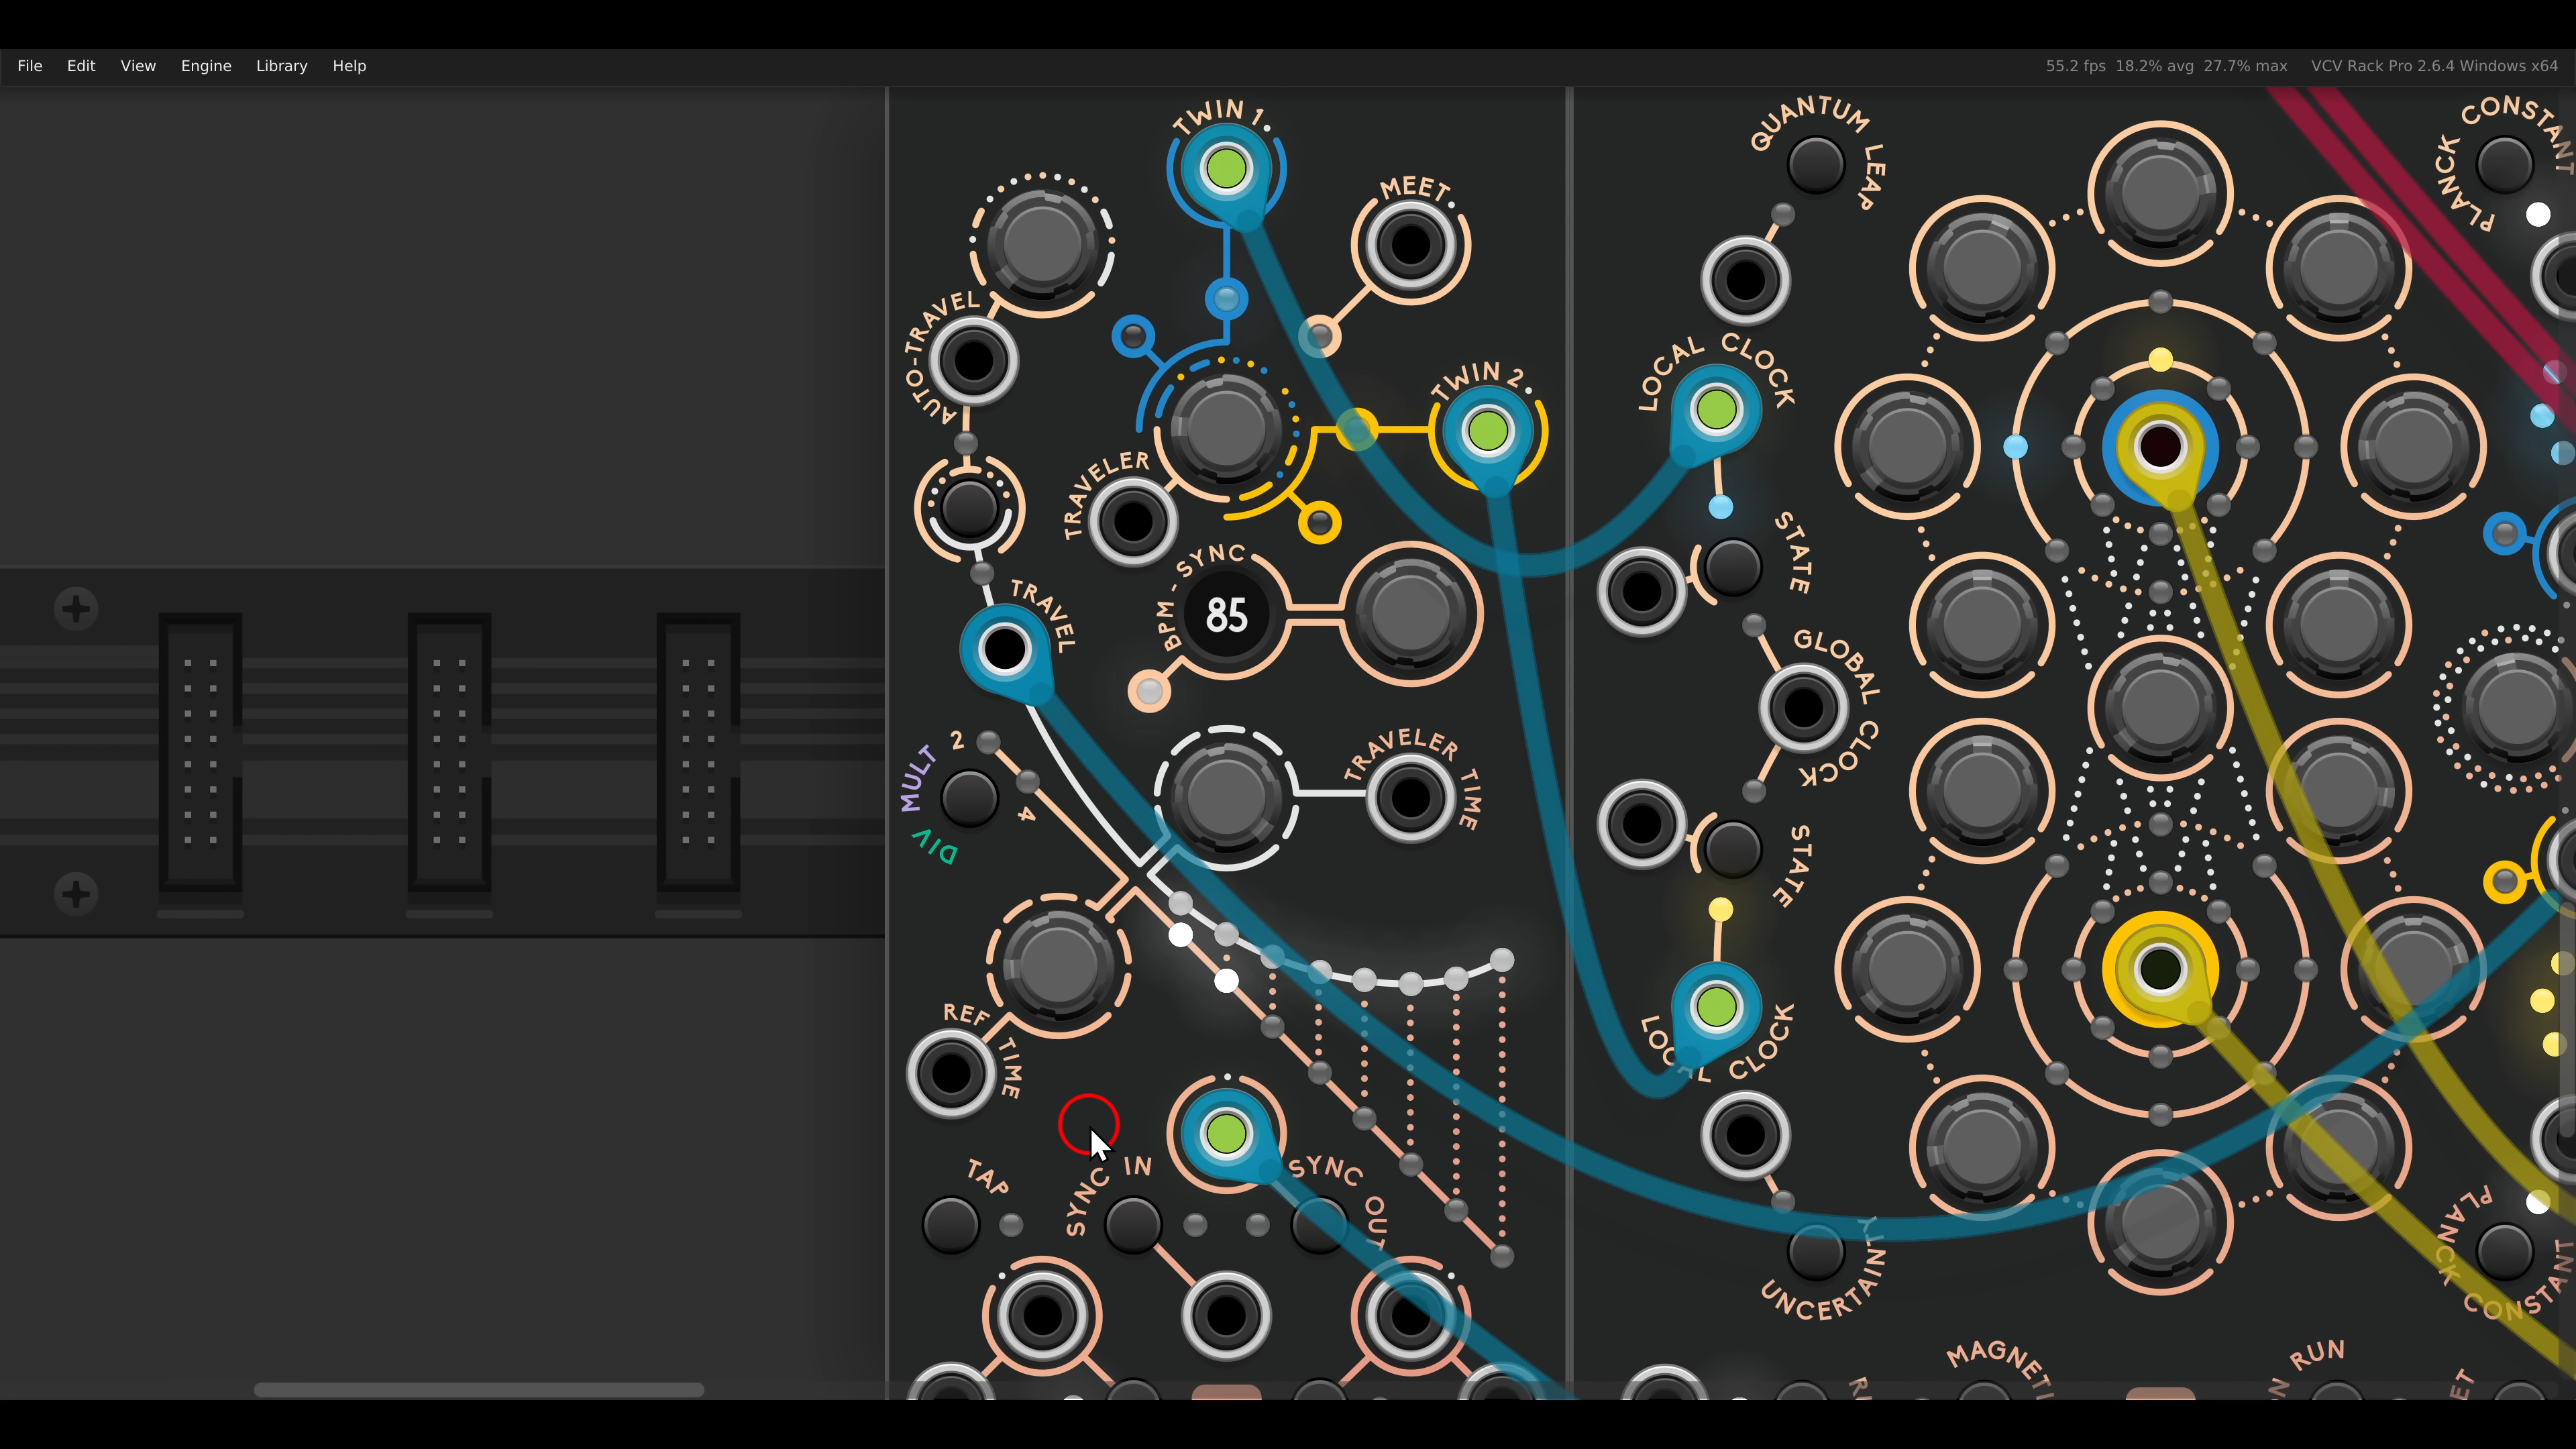 File Edit View Engine Library Help
55.2 fps 18.2% avg 27.7% max VCV Rack Pro 2.6.4 Windows x64
TWIN 1
MEET
AUTO-TRAVEL
TWIN 2
TRAVELER
BPM - SYNC
85
TRAVEL
2
MULT
4
DIV
TRAVELER TIME
REF TIME
TAP
SYNC IN
SYNC OUT
QUANTUM LEAP
LOCAL CLOCK
STATE
GLOBAL CLOCK
STATE
LOCAL CLOCK
UNCERTAINTY
MAGNETI
RUN
PLANCK CONSTANT
PLANCK CONSTANT